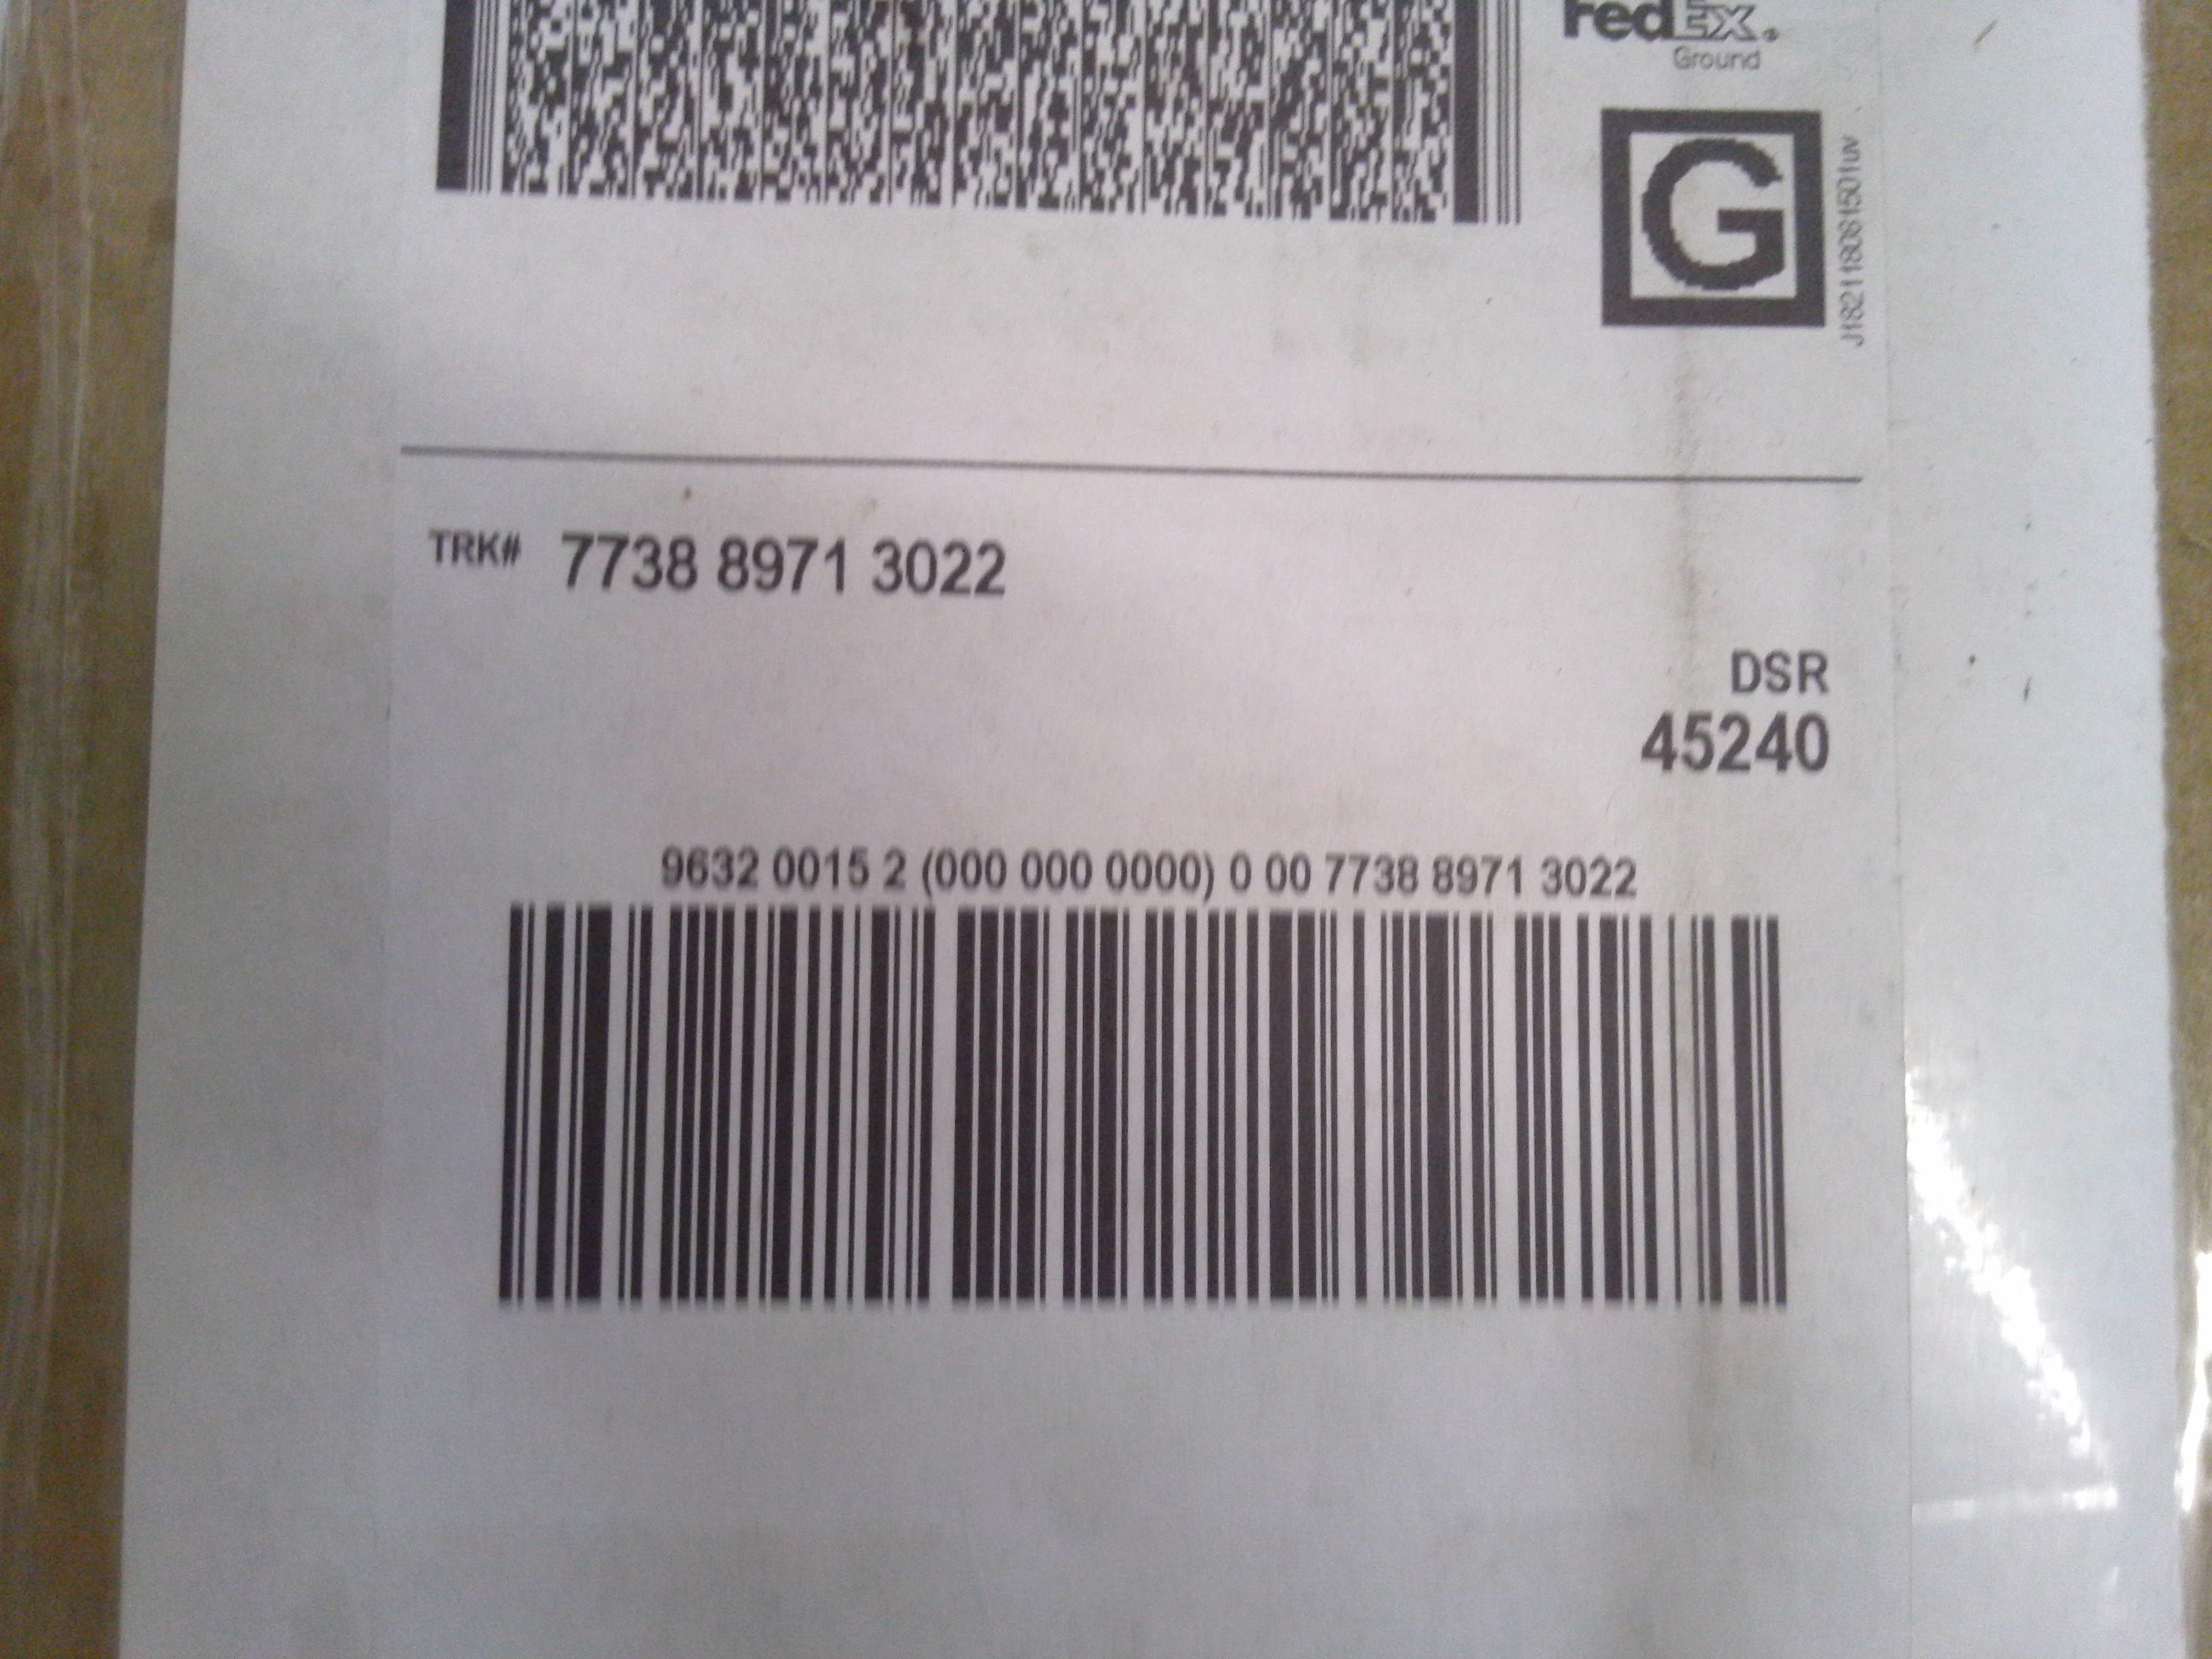 FedEx.
Ground
G
J182118081501uv
TRK# 7738 8971 3022
DSR
45240
9632 0015 2 (000 000 0000) 0 00 7738 8971 3022